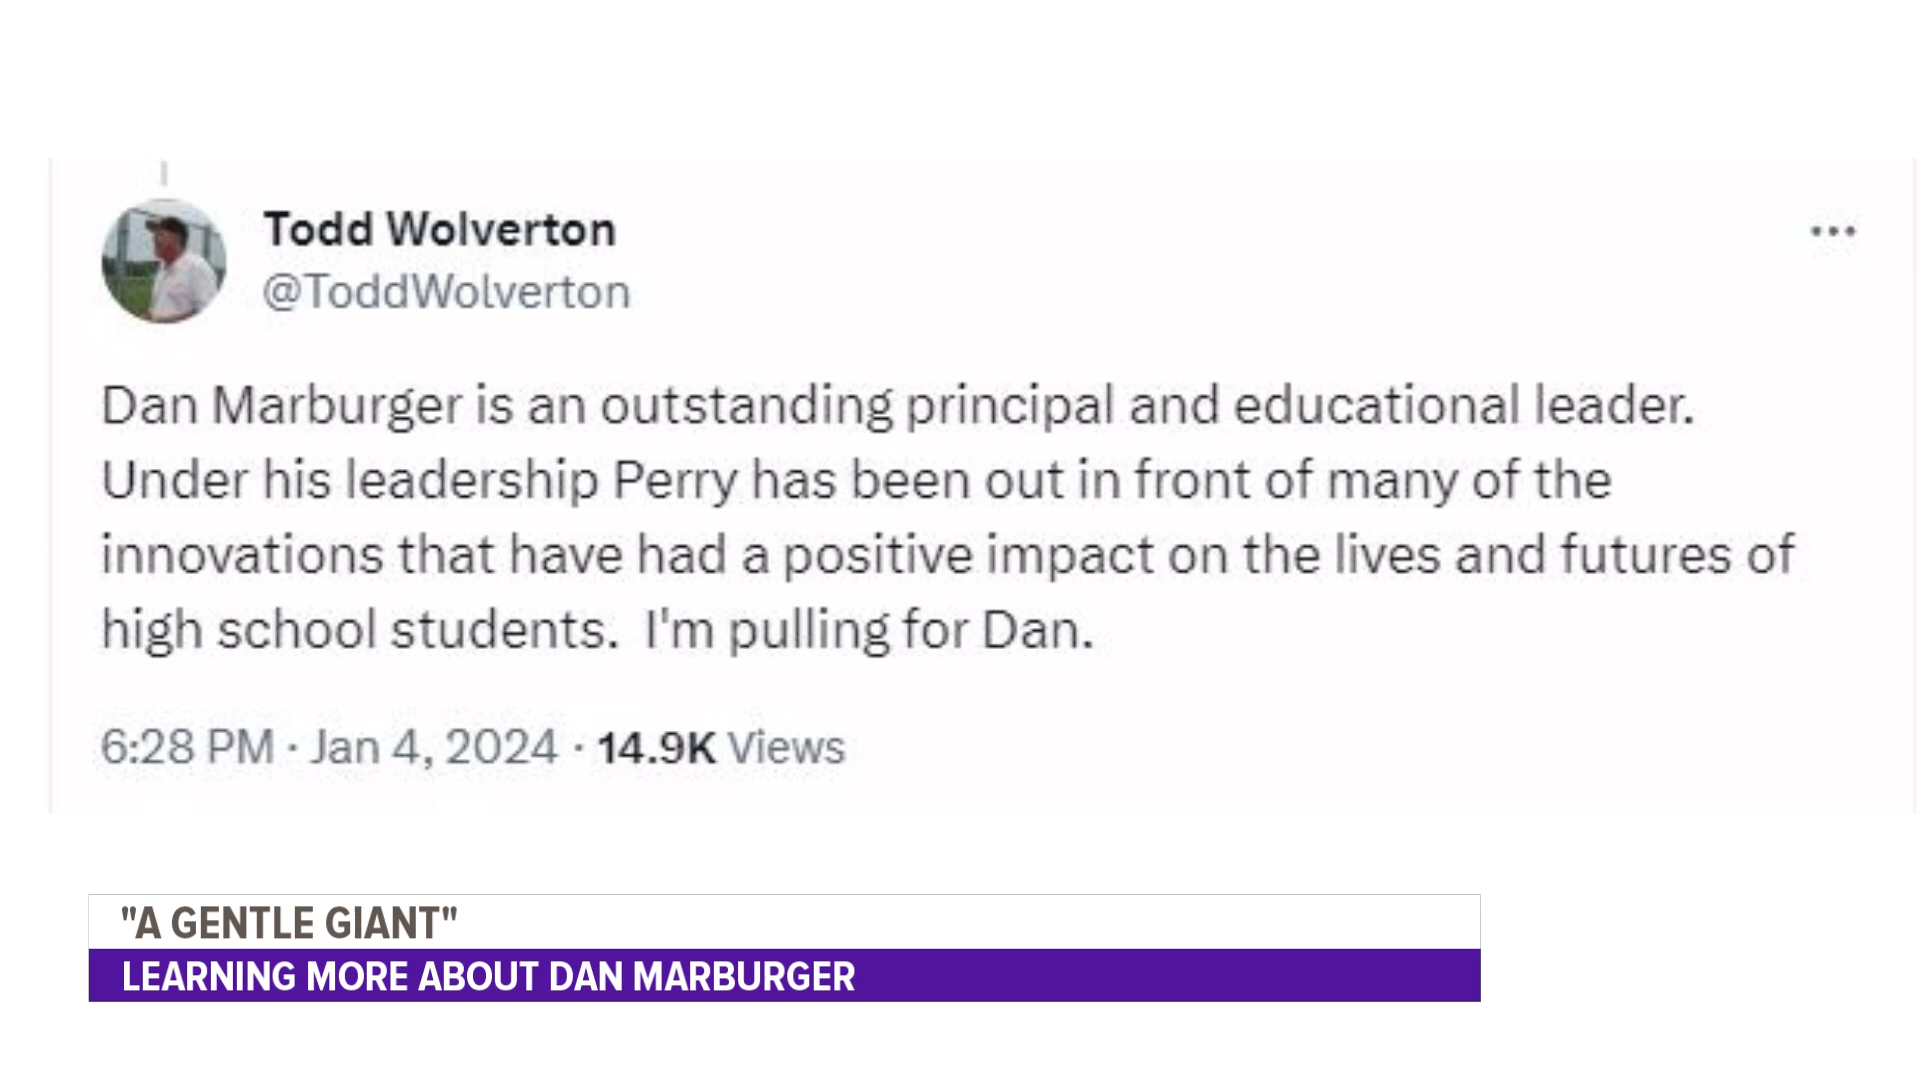 Todd Wolverton
@ToddWolverton
Dan Marburger is an outstanding principal and educational leader.
Under his leadership Perry has been out in front of many of the
innovations that have had a positive impact on the lives and futures of
high school students.  I'm pulling for Dan.
6:28 PM · Jan 4, 2024 · 14.9K Views
"A GENTLE GIANT"
LEARNING MORE ABOUT DAN MARBURGER